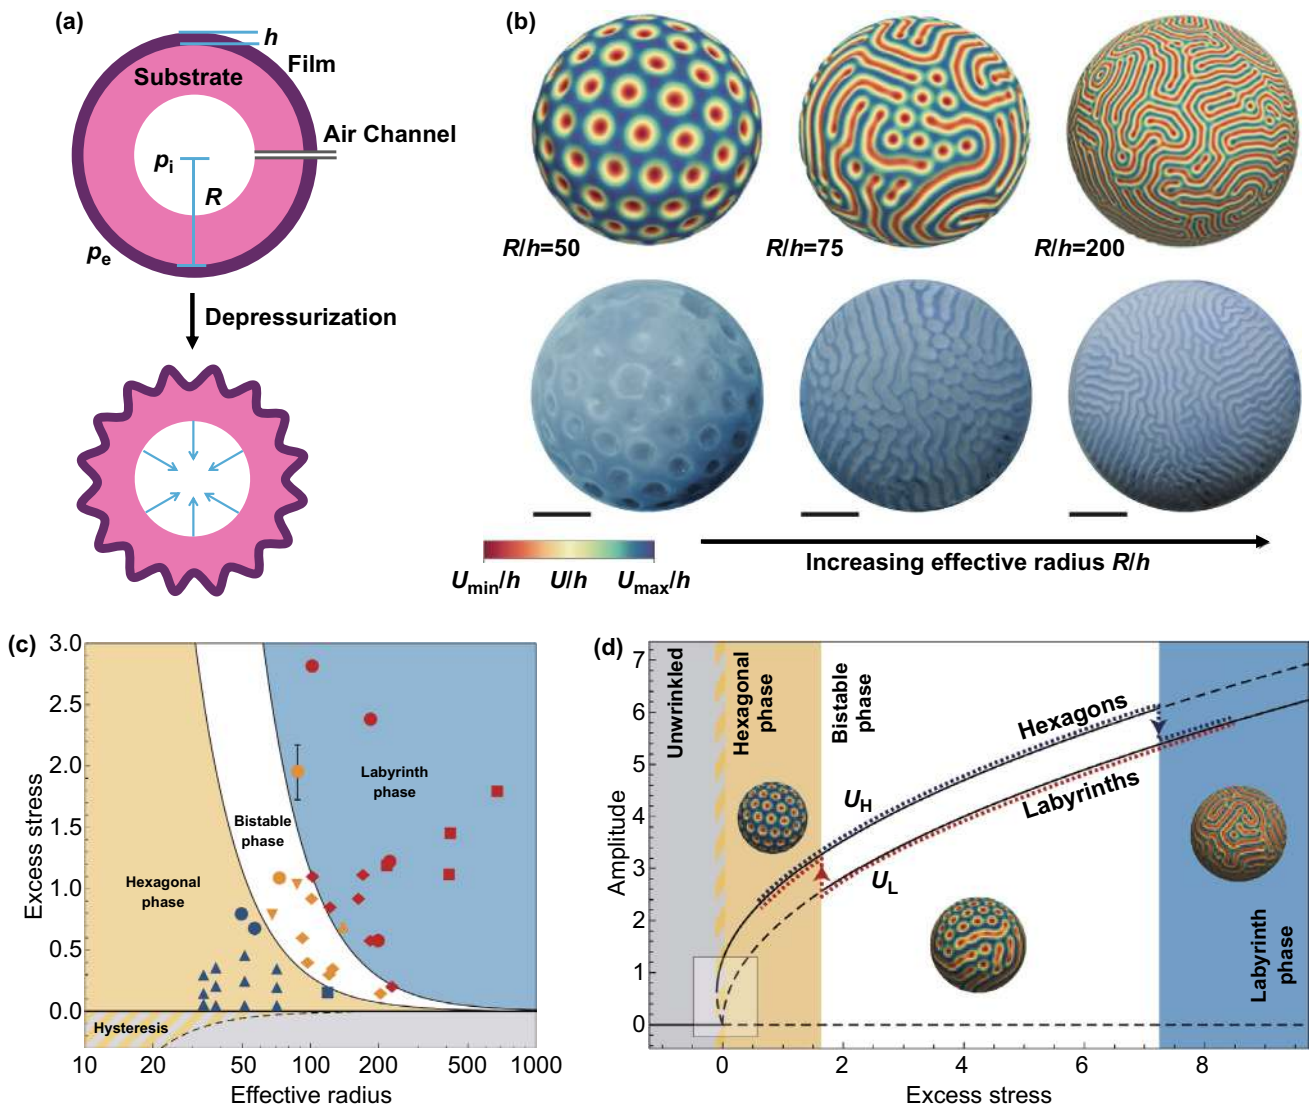 (a)
h
Film
Substrate
Air Channel
pi
R
pe
Depressurization
(b)
R/h=50
R/h=75
R/h=200
Umin/h
U/h
Umax/h
Increasing effective radius R/h
(c)
Excess stress
3.0
2.5
2.0
1.5
1.0
0.5
0.0
Hexagonal
phase
Bistable
phase
Labyrinth
phase
Hysteresis
10
20
50
100
200
500
1000
Effective radius
(d)
Amplitude
7
6
5
4
3
2
1
0
Unwrinkled
Hexagonal
phase
Bistable
phase
Hexagons
UH
Labyrinths
UL
Labyrinth
phase
0
2
4
6
8
Excess stress